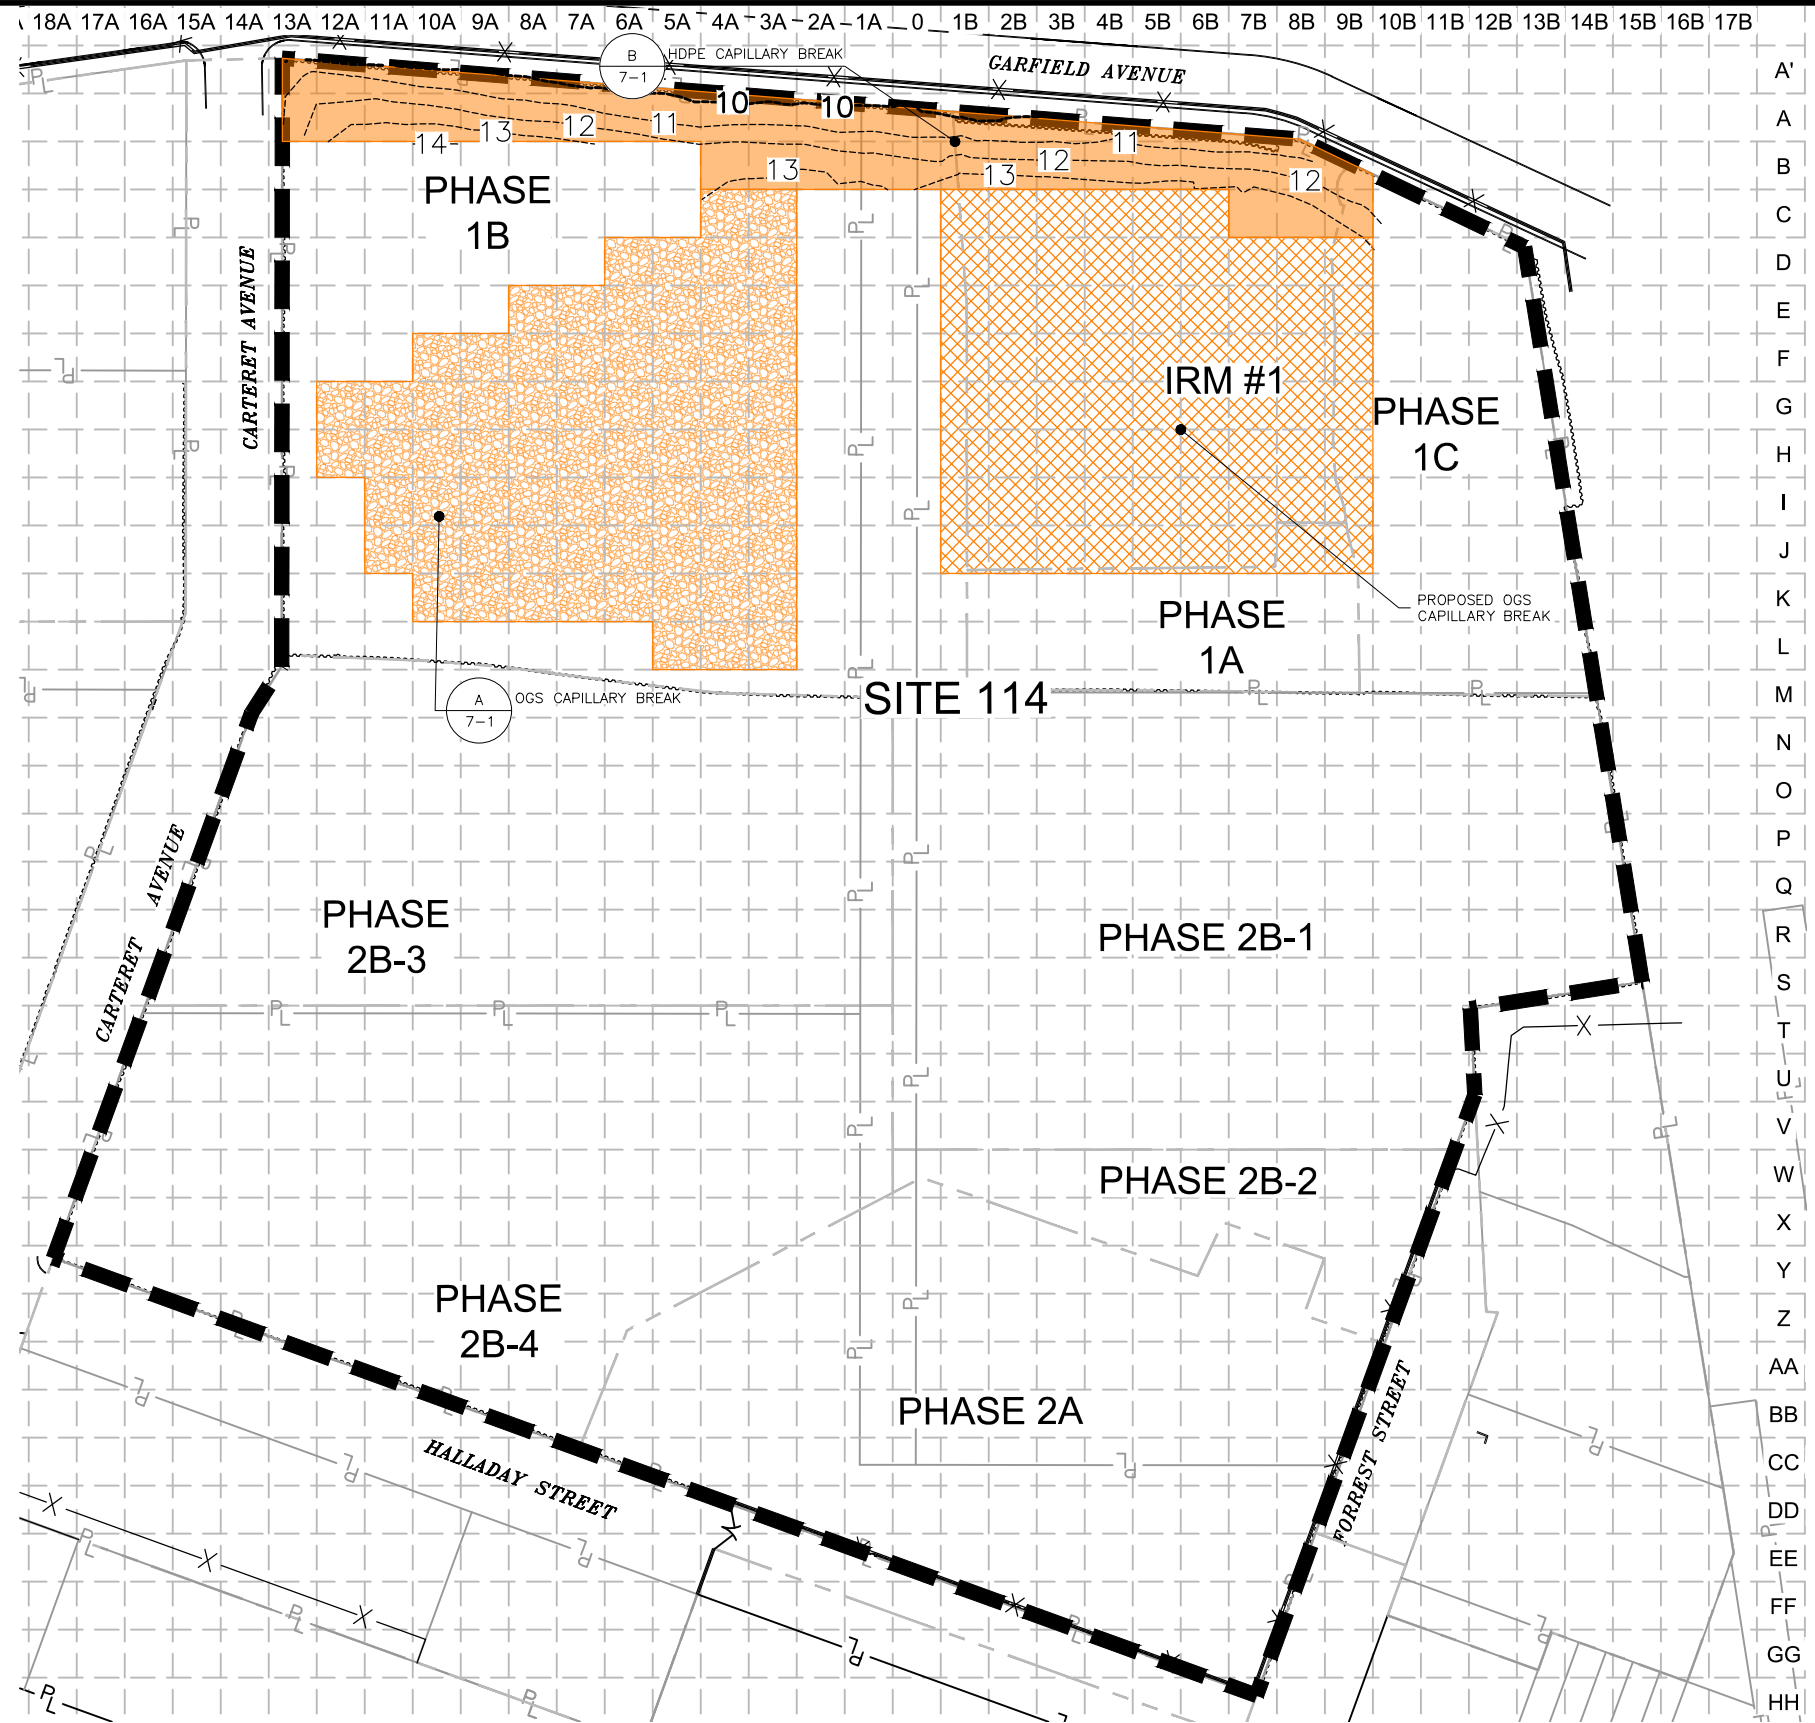 18A 17A 16A 15A 14A 13A 12A 11A 10A 9A 8A 7A 6A 5A 4A 3A 2A 1A 0 1B 2B 3B 4B 5B 6B 7B 8B 9B 10B 11B 12B 13B 14B 15B 16B 17B
B
7-1
HDPE CAPILLARY BREAK
GARFIELD AVENUE
A'
10 10
A
14 13 12 11 11
13 13 12 12
B
PHASE
1B
C
D
CARTERET AVENUE
E
F
IRM #1
G
PHASE
1C
H
I
J
K
PROPOSED OGS
CAPILLARY BREAK
PHASE
1A
L
SITE 114
M
A
7-1
OGS CAPILLARY BREAK
N
O
P
CARTERET AVENUE
Q
PHASE
2B-3
R
PHASE 2B-1
S
T
U
V
W
PHASE 2B-2
X
Y
PHASE
2B-4
Z
AA
PHASE 2A
BB
HALLADAY STREET
FORREST STREET
CC
DD
EE
FF
GG
HH
PL